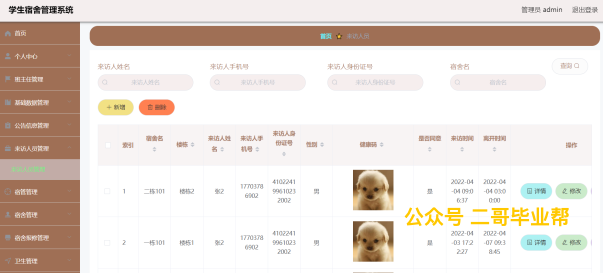 学生宿舍管理系统
管理员 admin 退出登录
首页
个人中心
班主任管理
基础数据管理
公告信息管理
来访人员管理
宿管管理
宿舍管理
宿舍报修管理
卫生管理
首页 来访人员
来访人姓名 来访人手机号 来访人身份证号 宿舍名
来访人姓名 来访人手机号 来访人身份证号 宿舍名 查询
+ 新增 删除
索引 宿舍名 楼栋 来访人姓名 来访人手机号 来访人身份证号 性别 健康码 是否同意 来访时间 离开时间 操作
1 二栋101 楼栋2 张2 17703786902 410224199610232002 男 是 2022-04-04 09:06:37 2022-04-04 03:00:00 详情 修改
2 一栋101 楼栋1 张2 17703786902 410224199610232002 男 是 2022-04-03 17:22:27 2022-04-07 09:38:45 详情 修改
公众号 二哥毕业帮